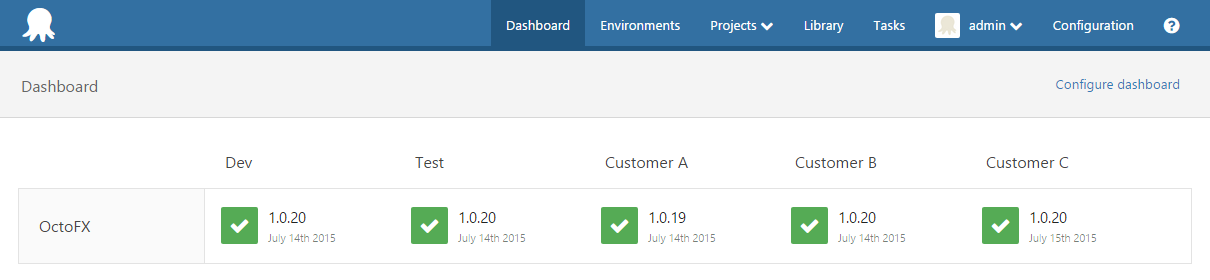 Dashboard Environments Projects Library Tasks admin Configuration ?
Dashboard Configure dashboard
Dev Test Customer A Customer B Customer C
OctoFX 1.0.20 1.0.20 1.0.19 1.0.20 1.0.20
July 14th 2015 July 14th 2015 July 14th 2015 July 14th 2015 July 15th 2015